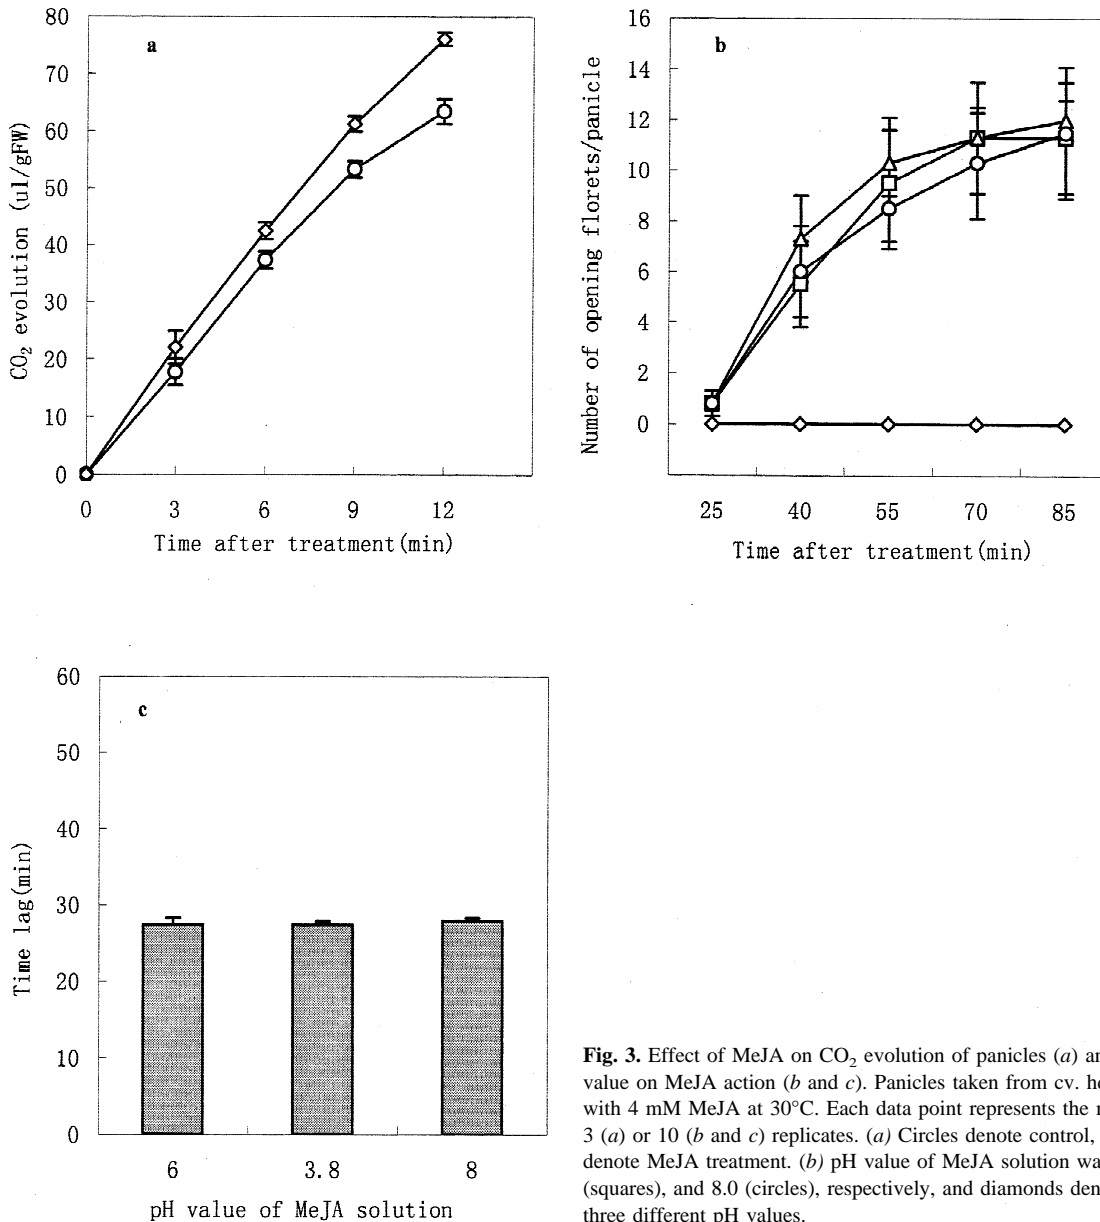 a
80
70
60
50
40
30
20
10
0
CO2 evolution (ul/gFW)
0 3 6 9 12
Time after treatment(min)
b
16
14
12
10
8
6
4
2
0
Number of opening florets/panicle
25 40 55 70 85
Time after treatment(min)
c
60
50
40
30
20
10
0
Time lag(min)
6 3.8 8
pH value of MeJA solution
Fig. 3. Effect of MeJA on CO2 evolution of panicles (a)
value on MeJA action (b and c). Panicles taken from cv.
with 4 mM MeJA at 30°C. Each data point represents the
3 (a) or 10 (b and c) replicates. (a) Circles denote control,
denote MeJA treatment. (b) pH value of MeJA solution
(squares), and 8.0 (circles), respectively, and diamonds
three different pH values.